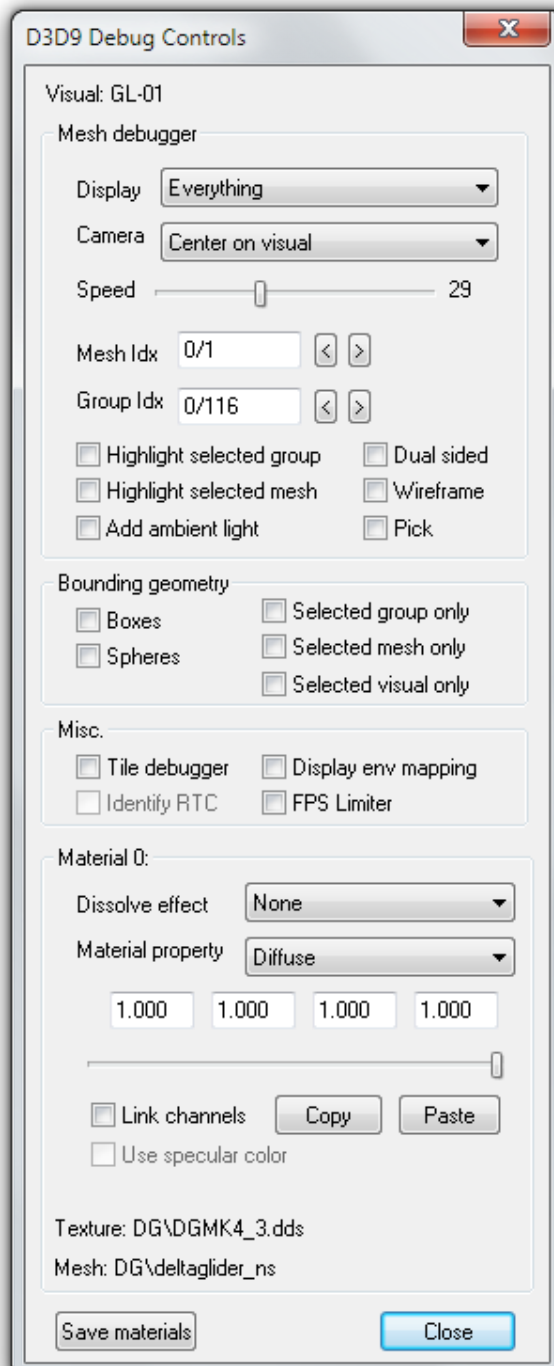 D3D9 Debug Controls
Visual: GL-01
Mesh debugger
Display Everything
Camera Center on visual
Speed 29
Mesh Idx 0/1 < >
Group Idx 0/116 < >
Highlight selected group Dual sided
Highlight selected mesh Wireframe
Add ambient light Pick
Bounding geometry
Boxes Selected group only
Spheres Selected mesh only
Selected visual only
Misc.
Tile debugger Display env mapping
Identify RTC FPS Limiter
Material 0:
Dissolve effect None
Material property Diffuse
1.000 1.000 1.000 1.000
Link channels Copy Paste
Use specular color
Texture: DG\DGMK4_3.dds
Mesh: DG\deltaglider_ns
Save materials Close